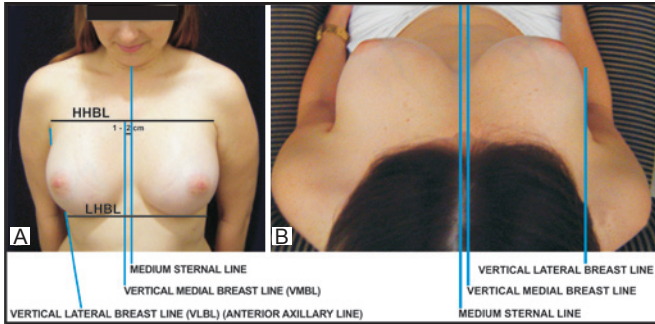 HHBL
1 - 2 cm
LHBL
A
MEDIUM STERNAL LINE
VERTICAL MEDIAL BREAST LINE (VMBL)
VERTICAL LATERAL BREAST LINE (VLBL) (ANTERIOR AXILLARY LINE)
B
VERTICAL LATERAL BREAST LINE
VERTICAL MEDIAL BREAST LINE
MEDIUM STERNAL LINE